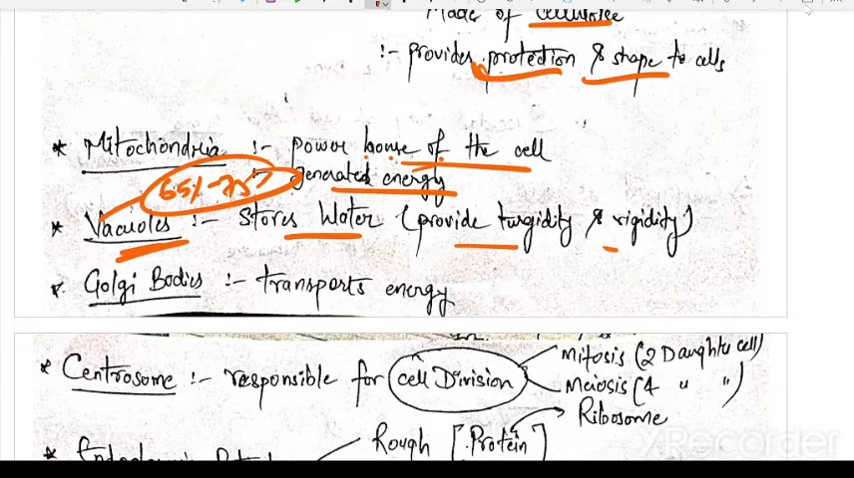 Made of Cellulose
:- provides protection & shape to cells
* Mitochondria :- power house of the cell
:- generated energy
65%-75%
* Vacuoles :- Stores Water (provide turgidity & rigidity)
* Golgi Bodies :- transports energy
* Centrosome :- responsible for cell Division
Mitosis (2 Daughter cell)
Meiosis (4 " ")
Ribosome
Rough [Protein]
XRecorder